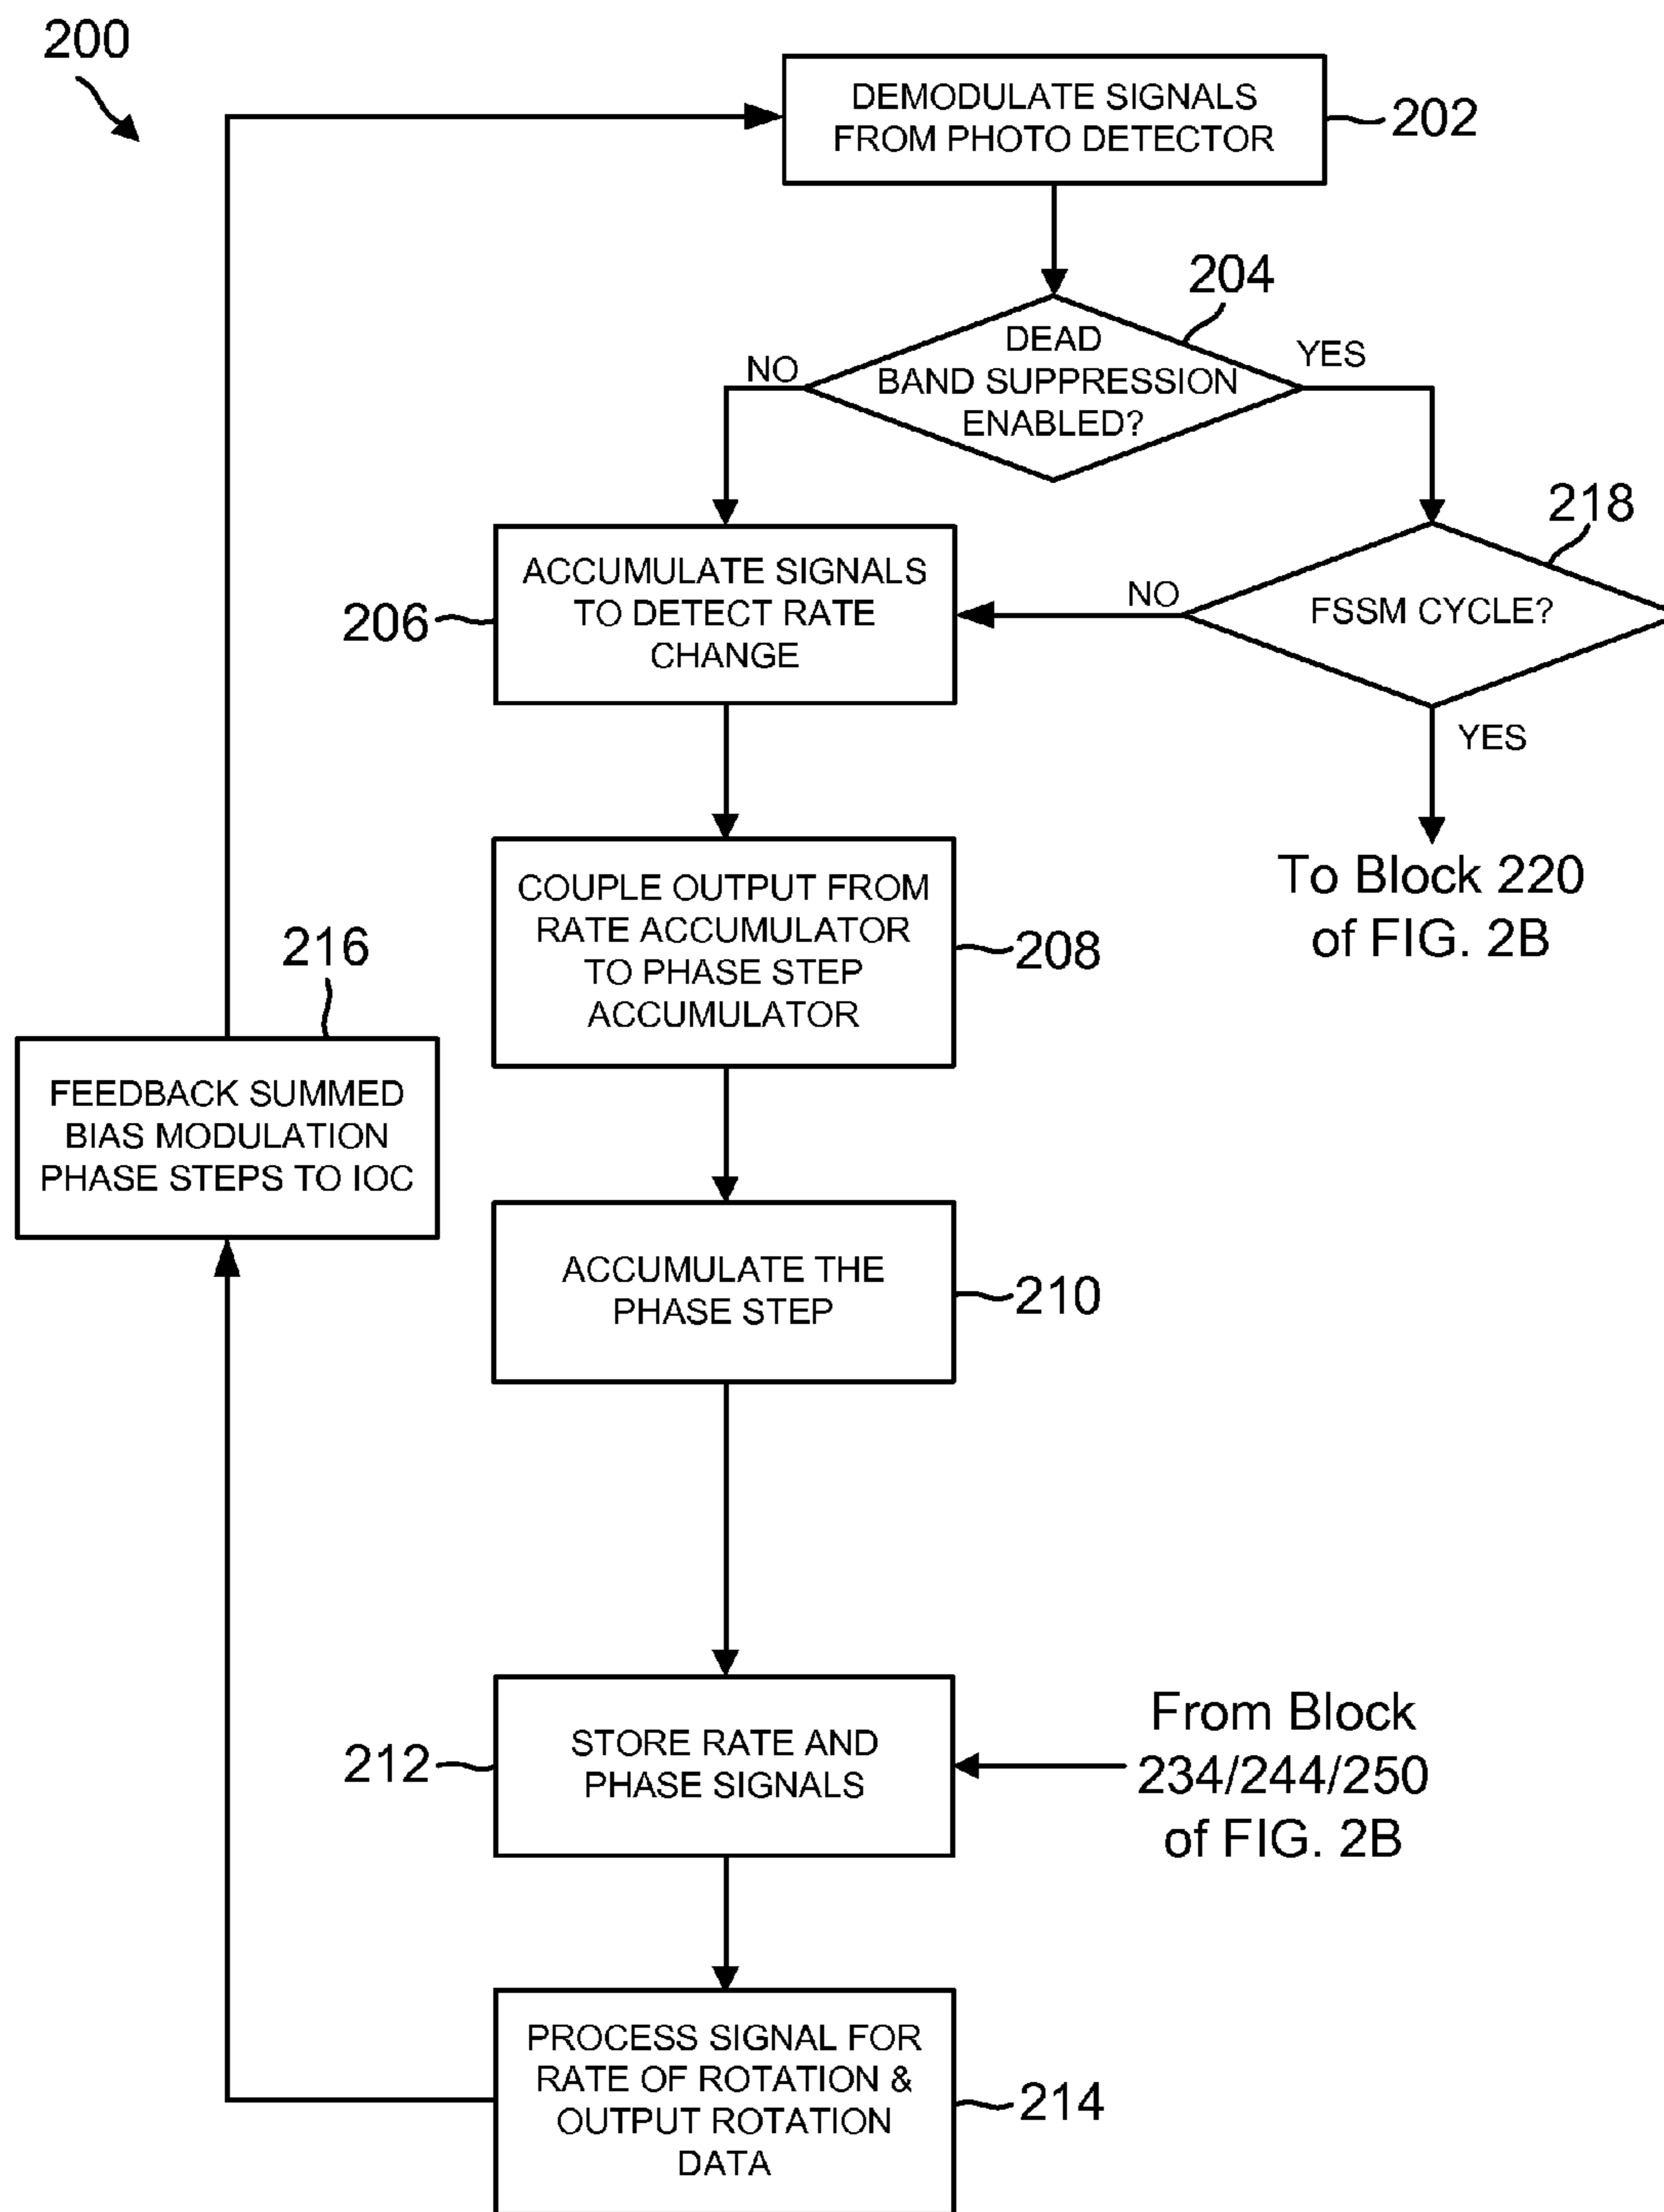 200
DEMODULATE SIGNALS
FROM PHOTO DETECTOR
202
204
DEAD
BAND SUPPRESSION
ENABLED?
NO
YES
218
FSSM CYCLE?
NO
YES
To Block 220
of FIG. 2B
ACCUMULATE SIGNALS
TO DETECT RATE
CHANGE
206
COUPLE OUTPUT FROM
RATE ACCUMULATOR
TO PHASE STEP
ACCUMULATOR
208
216
FEEDBACK SUMMED
BIAS MODULATION
PHASE STEPS TO IOC
ACCUMULATE THE
PHASE STEP
210
STORE RATE AND
PHASE SIGNALS
212
From Block
234/244/250
of FIG. 2B
PROCESS SIGNAL FOR
RATE OF ROTATION &
OUTPUT ROTATION
DATA
214